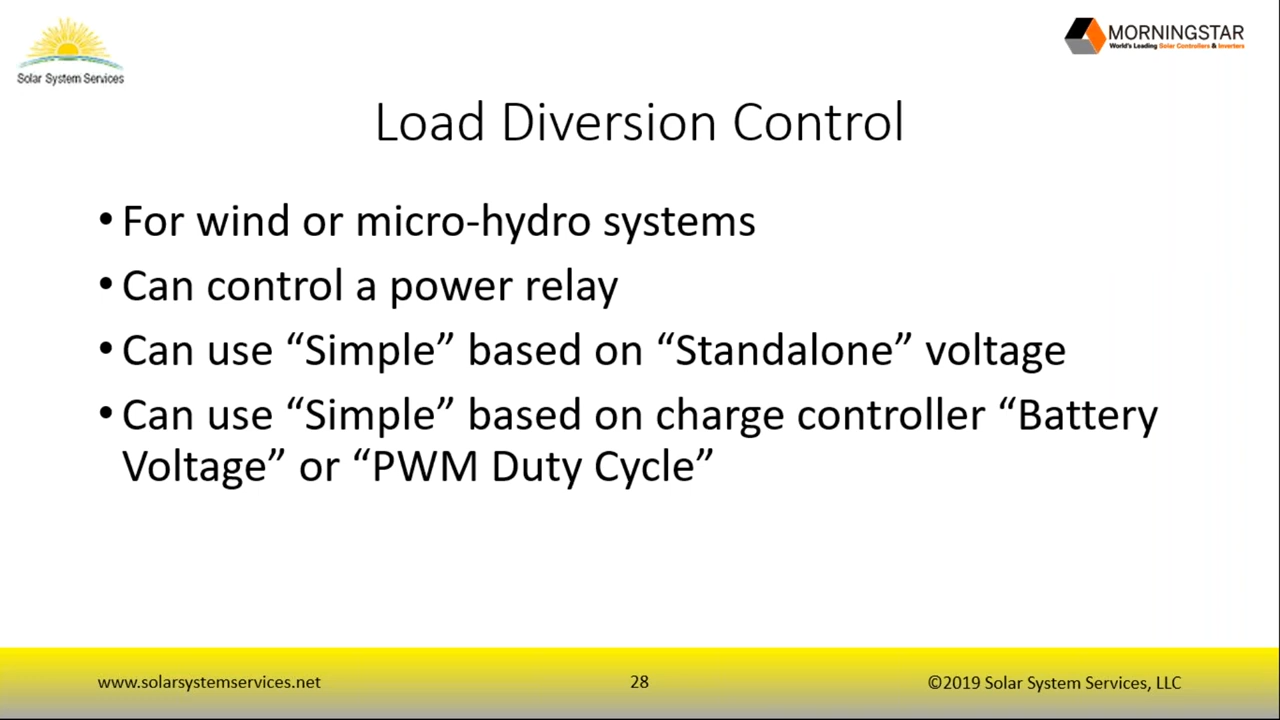 Solar System Services
MORNINGSTAR
World's Leading Solar Controllers & Inverters
Load Diversion Control
• For wind or micro-hydro systems
• Can control a power relay
• Can use “Simple” based on “Standalone” voltage
• Can use “Simple” based on charge controller “Battery
Voltage” or “PWM Duty Cycle”
www.solarsystemservices.net
28
©2019 Solar System Services, LLC